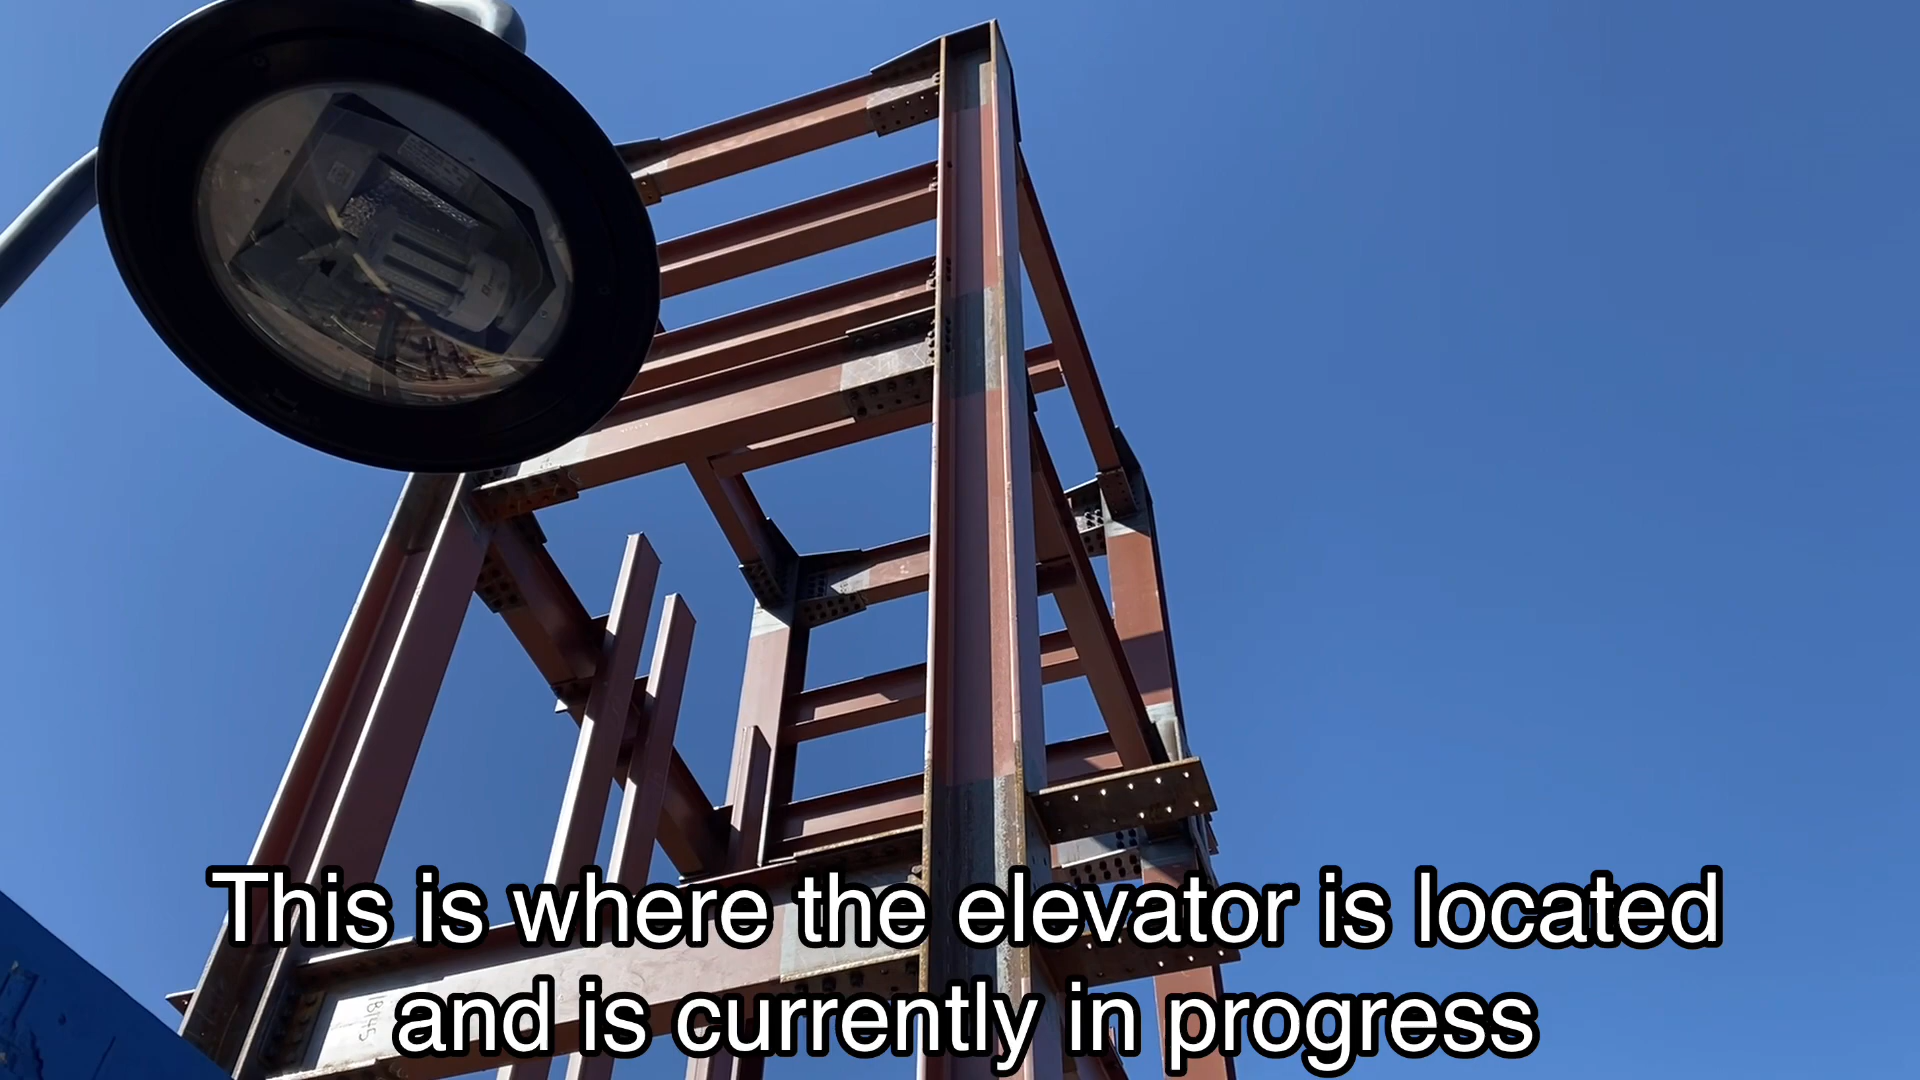 This is where the elevator is located
and is currently in progress